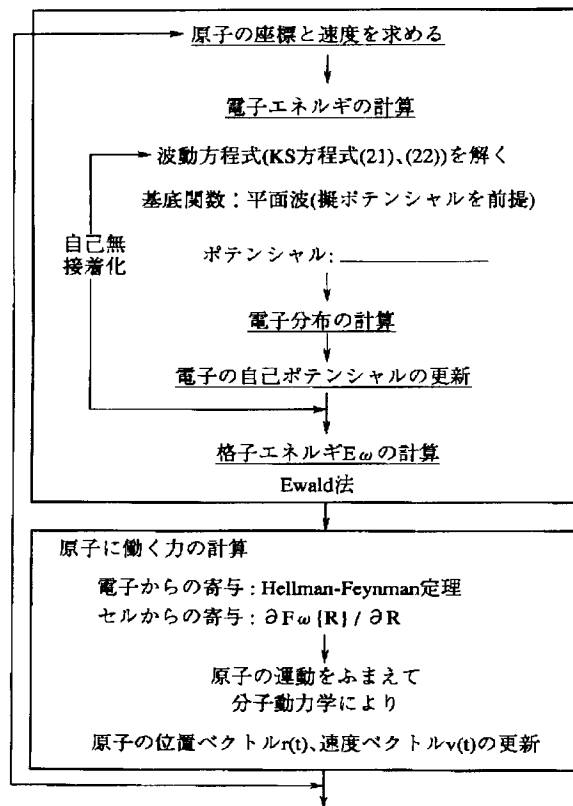 原子の座標と速度を求める
電子エネルギの計算
波動方程式(KS方程式(21)、(22))を解く
基底関数：平面波(擬ポテンシャルを前提)
自己無
接着化
ポテンシャル:
電子分布の計算
電子の自己ポテンシャルの更新
格子エネルギEωの計算
Ewald法
原子に働く力の計算
電子からの寄与 : Hellman-Feynman定理
セルからの寄与 : ∂Fω{R} / ∂R
原子の運動をふまえて
分子動力学により
原子の位置ベクトルr(t)、速度ベクトルv(t)の更新